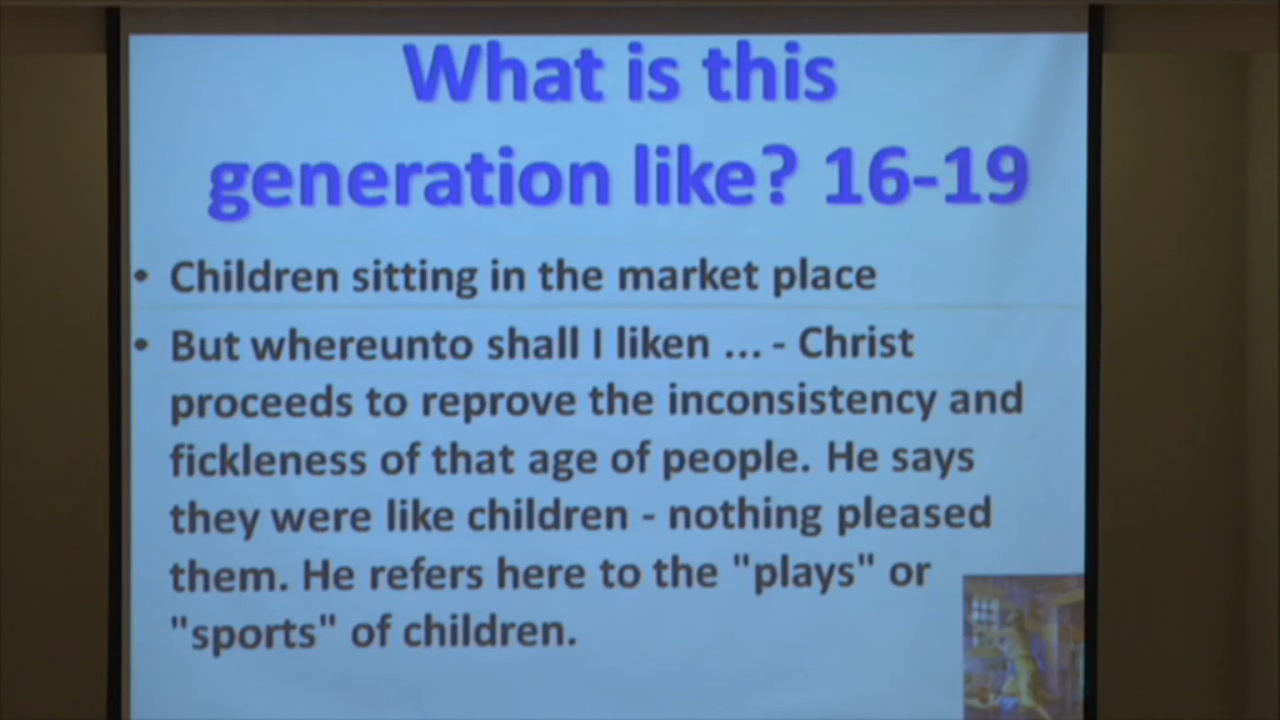 What is this
generation like? 16-19
• Children sitting in the market place
• But whereunto shall I liken ... - Christ
proceeds to reprove the inconsistency and
fickleness of that age of people. He says
they were like children - nothing pleased
them. He refers here to the "plays" or
"sports" of children.